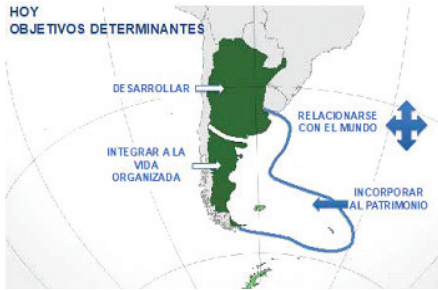 HOY
OBJETIVOS DETERMINANTES
DESARROLLAR
RELACIONARSE
CON EL MUNDO
INTEGRAR A LA
VIDA
ORGANIZADA
INCORPORAR
AL PATRIMONIO